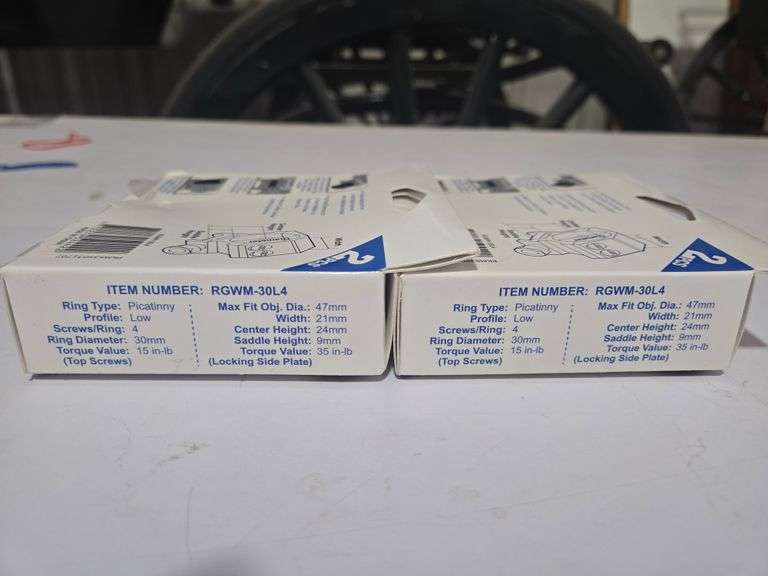 2 pcs
ITEM NUMBER: RGWM-30L4
Ring Type: Picatinny
Profile: Low
Screws/Ring: 4
Ring Diameter: 30mm
Torque Value: 15 in-lb
(Top Screws)
Max Fit Obj. Dia.: 47mm
Width: 21mm
Center Height: 24mm
Saddle Height: 9mm
Torque Value: 35 in-lb
(Locking Side Plate)
2 pcs
ITEM NUMBER: RGWM-30L4
Ring Type: Picatinny
Profile: Low
Screws/Ring: 4
Ring Diameter: 30mm
Torque Value: 15 in-lb
(Top Screws)
Max Fit Obj. Dia.: 47mm
Width: 21mm
Center Height: 24mm
Saddle Height: 9mm
Torque Value: 35 in-lb
(Locking Side Plate)